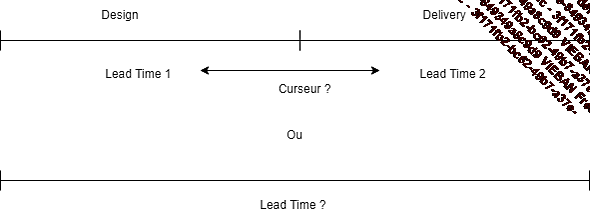 Design
Delivery
Lead Time 1
Lead Time 2
Curseur ?
Ou
Lead Time ?